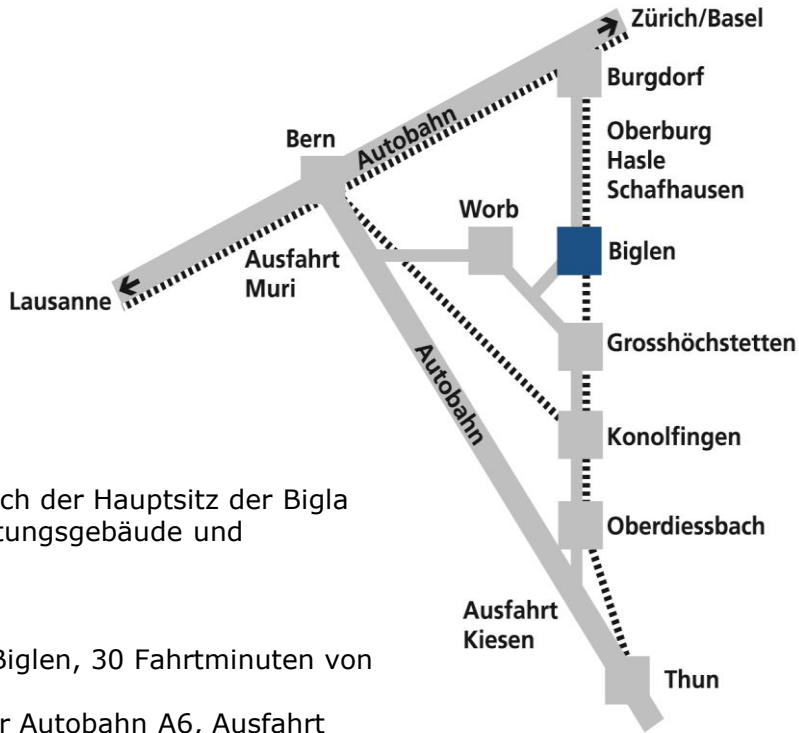 Zürich/Basel
Burgdorf
Autobahn
Bern
Oberburg
Hasle
Schafhausen
Worb
Biglen
Ausfahrt
Muri
Lausanne
Grosshöchstetten
Autobahn
Konolfingen
ch der Hauptsitz der Bigla
tungsgebäude und
Oberdiessbach
Ausfahrt
Kiesen
Biglen, 30 Fahrtminuten von
Thun
r Autobahn A6, Ausfahrt